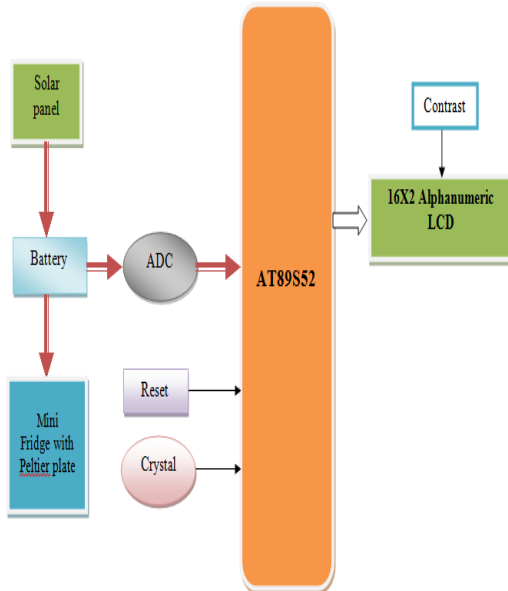 Solar
panel
Contrast
16X2 Alphanumeric
LCD
Battery
ADC
AT89S52
Reset
Mini
Fridge with
Peltier plate
Crystal